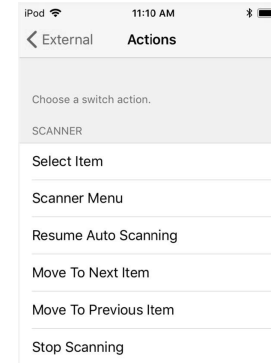 iPod 11:10 AM
External Actions
Choose a switch action.
SCANNER
Select Item
Scanner Menu
Resume Auto Scanning
Move To Next Item
Move To Previous Item
Stop Scanning